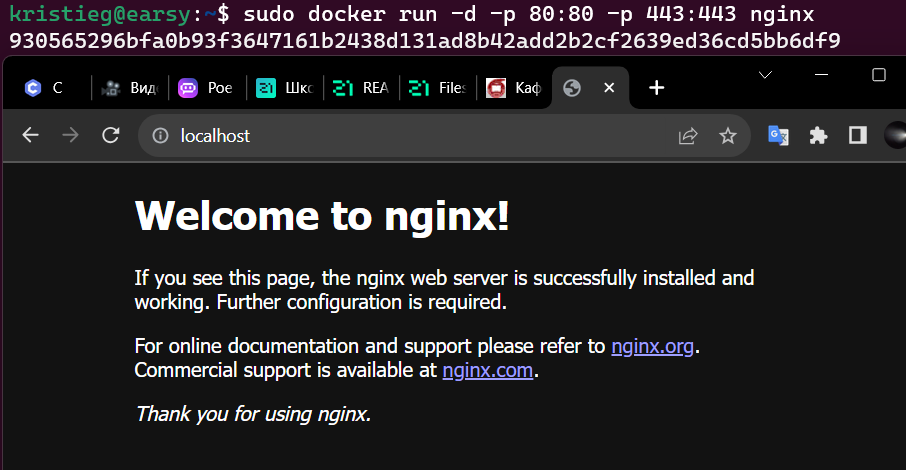 kristieg@earsy:~$ sudo docker run -d -p 80:80 -p 443:443 nginx
930565296bfa0b93f3647161b2438d131ad8b42add2b2cf2639ed36cd5bb6df9
C Вид Poe Шкс REA Files Каф
localhost
Welcome to nginx!
If you see this page, the nginx web server is successfully installed and
working. Further configuration is required.
For online documentation and support please refer to nginx.org.
Commercial support is available at nginx.com.
Thank you for using nginx.